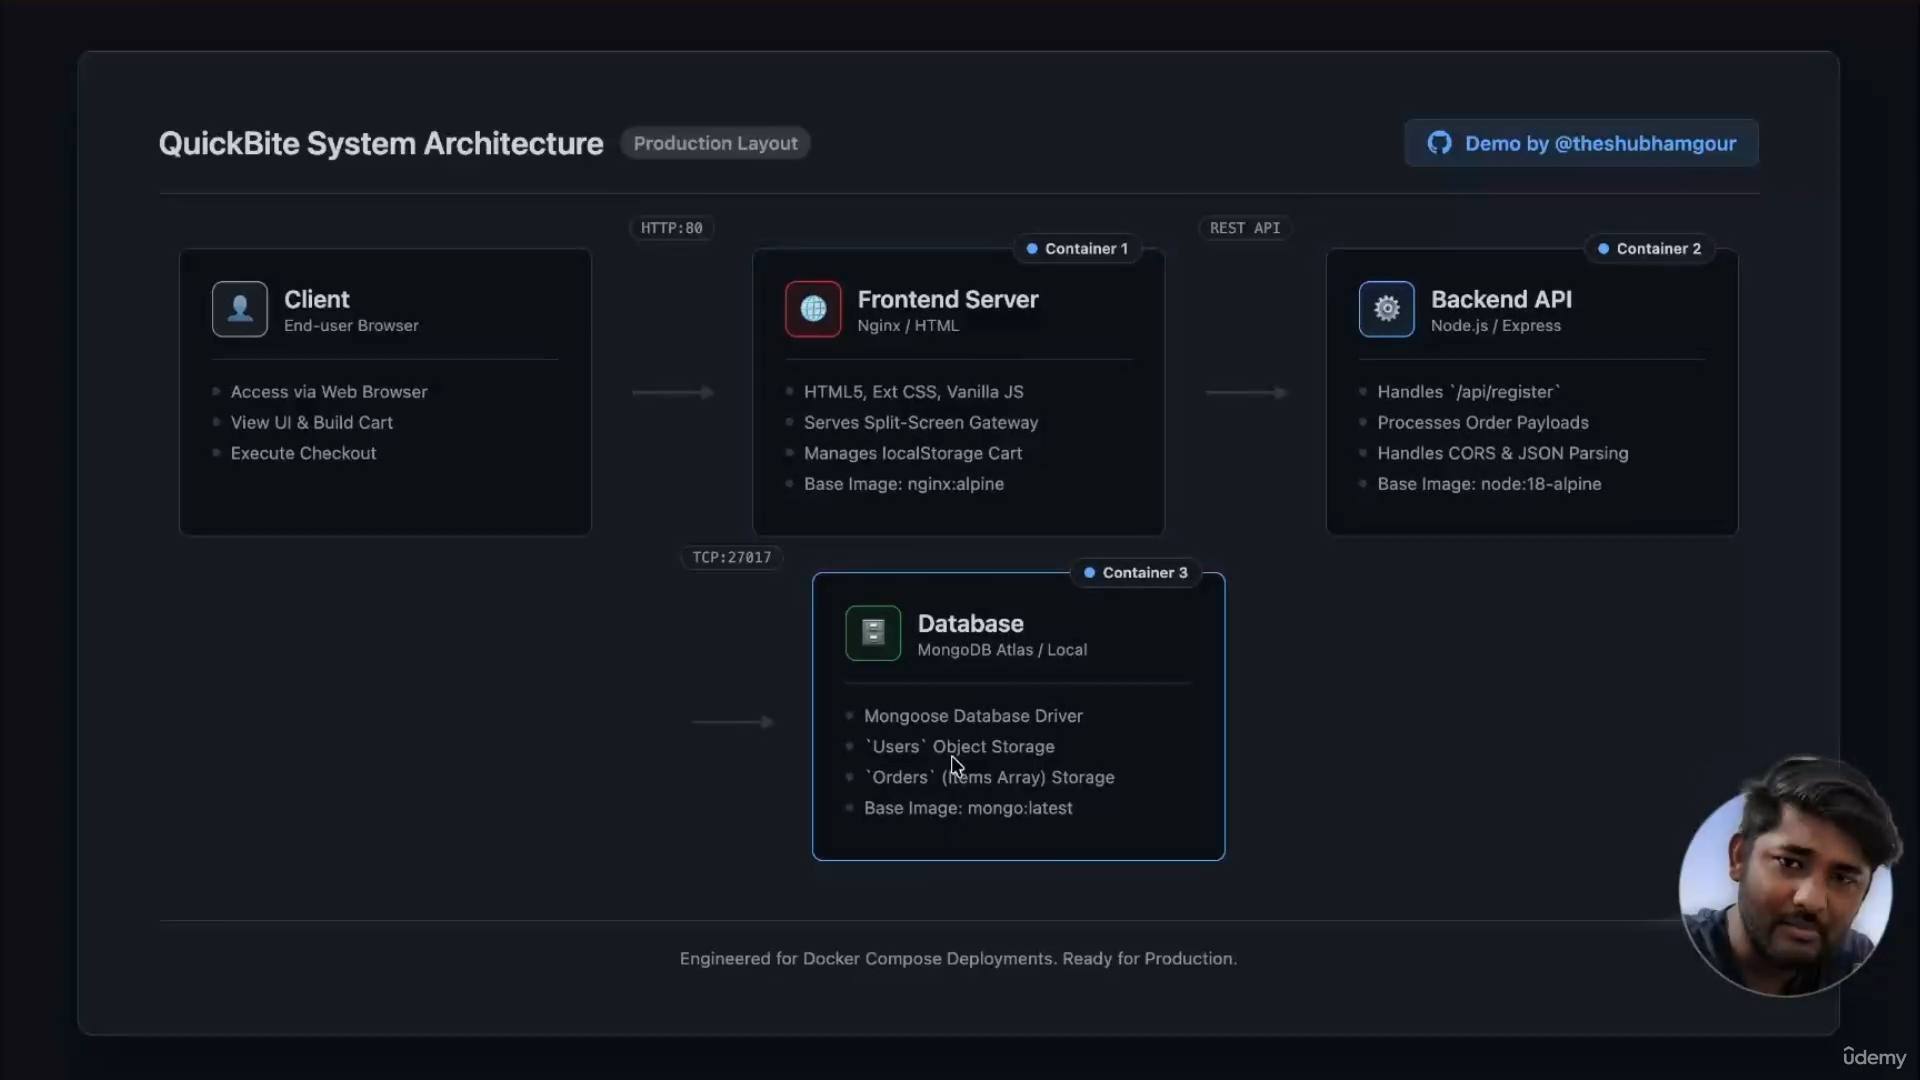 QuickBite System Architecture
Production Layout
Demo by @theshubhamgour
HTTP:80
REST API
Client
End-user Browser
Access via Web Browser
View UI & Build Cart
Execute Checkout
Container 1
Frontend Server
Nginx / HTML
HTML5, Ext CSS, Vanilla JS
Serves Split-Screen Gateway
Manages localStorage Cart
Base Image: nginx:alpine
Container 2
Backend API
Node.js / Express
Handles `/api/register`
Processes Order Payloads
Handles CORS & JSON Parsing
Base Image: node:18-alpine
TCP:27017
Container 3
Database
MongoDB Atlas / Local
Mongoose Database Driver
`Users` Object Storage
`Orders` (Items Array) Storage
Base Image: mongo:latest
Engineered for Docker Compose Deployments. Ready for Production.
ûdemy